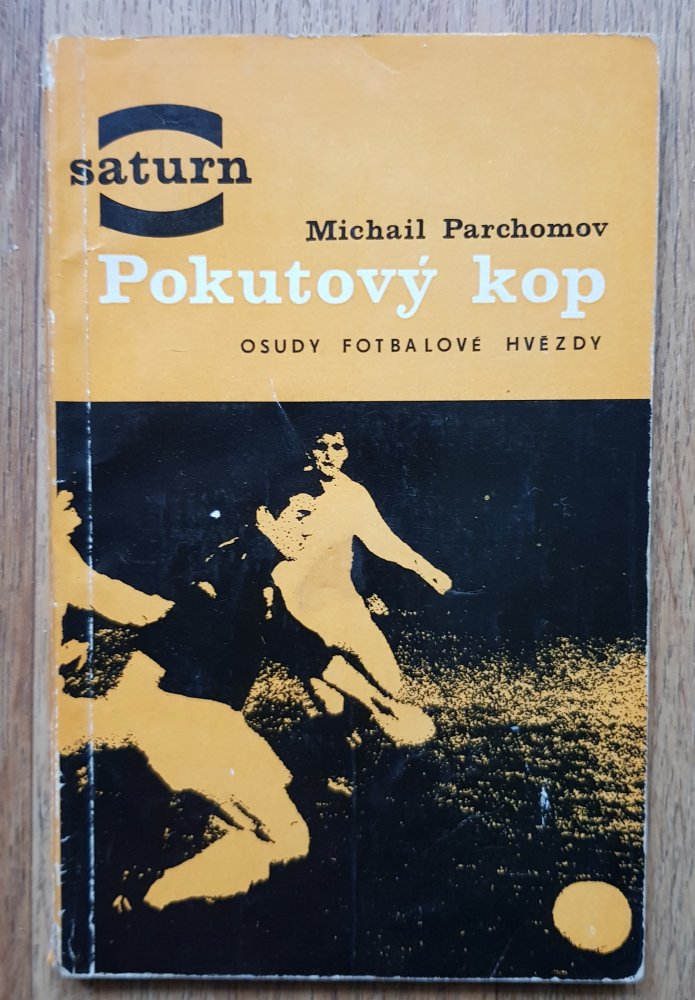 saturn
Michail Parchomov
Pokutový kop
OSUDY FOTBALOVÉ HVĚZDY